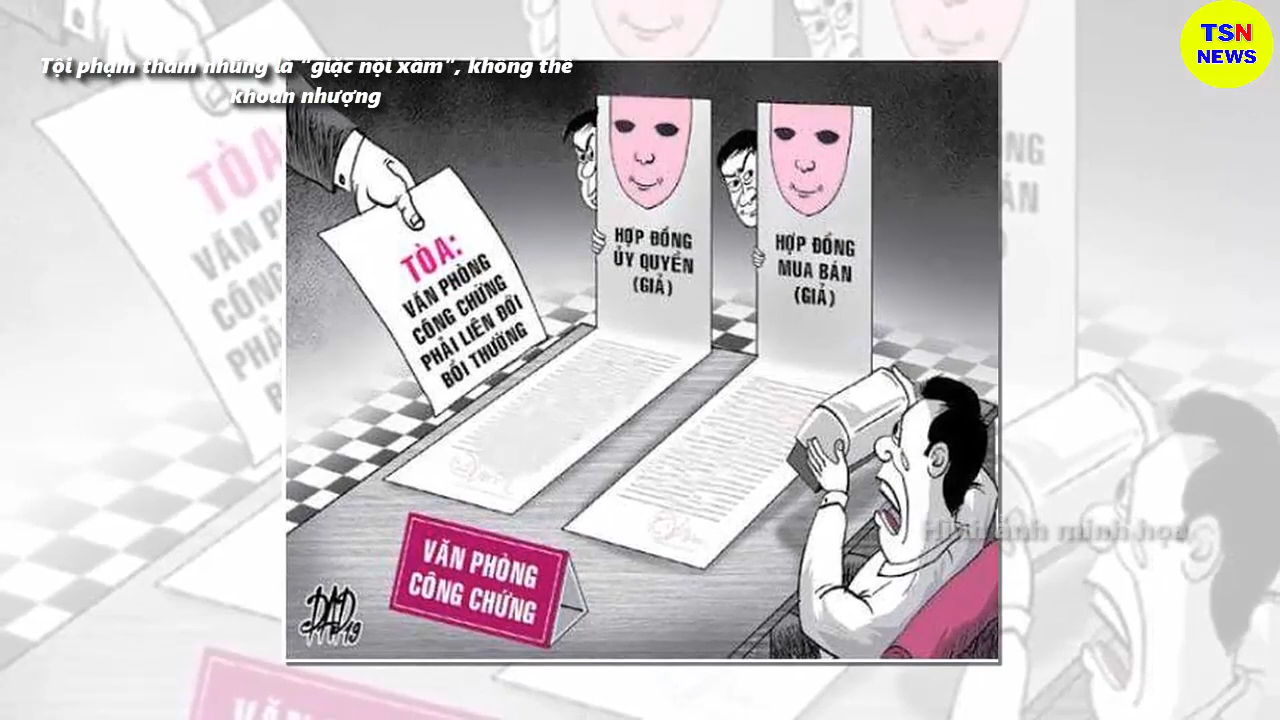 Tội phạm tham nhũng là "giặc nội xâm", không thể
khoan nhượng
TSN
NEWS
TÒA:
VĂN PHÒNG
CÔNG CHỨNG
PHẢI LIÊN ĐỚI
BỒI THƯỜNG
HỢP ĐỒNG
ỦY QUYỀN
(GIẢ)
HỢP ĐỒNG
MUA BÁN
(GIẢ)
VĂN PHÒNG
CÔNG CHỨNG
Hình ảnh minh họa
DAD
19